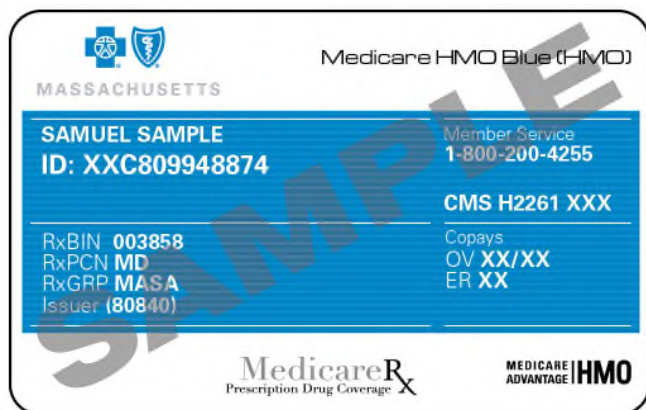 Medicare HMO Blue (HMO)
MASSACHUSETTS
SAMUEL SAMPLE
ID: XXC809948874
Member Service
1-800-200-4255
CMS H2261 XXX
RxBIN 003858
RxPCN MD
RxGRP MASA
Issuer (80840)
Copays
OV XX/XX
ER XX
SAMPLE
MedicareRx
Prescription Drug Coverage
MEDICARE
ADVANTAGE
HMO